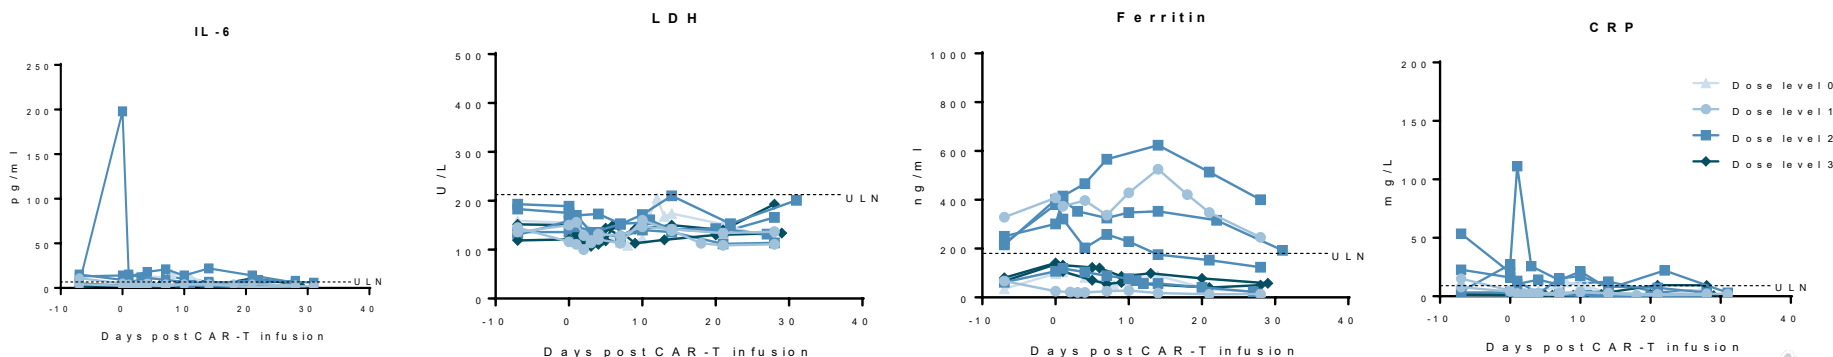 IL-6
250
200
150
100
50
0
pg/ml
-10
0
10
20
30
40
ULN
Days post CAR-T infusion
LDH
500
400
300
200
100
0
U/L
-10
0
10
20
30
40
ULN
Days post CAR-T infusion
Ferritin
1000
800
600
400
200
0
ng/ml
-10
0
10
20
30
40
ULN
Days post CAR-T infusion
CRP
200
150
100
50
0
mg/L
-10
0
10
20
30
40
ULN
Days post CAR-T infusion
Dose level 0
Dose level 1
Dose level 2
Dose level 3